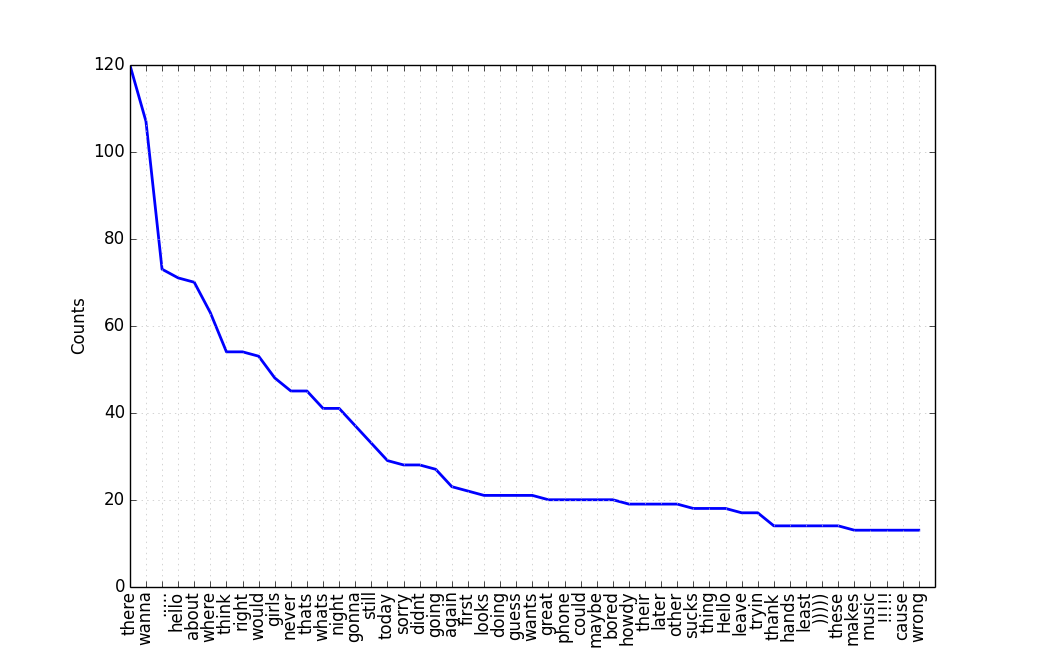 120
100
80
60
40
20
0
Counts
there
wanna
.....
hello
about
where
think
right
would
girls
never
thats
whats
night
gonna
still
today
sorry
didnt
going
again
first
looks
doing
guess
wants
great
phone
could
maybe
bored
howdy
their
later
other
sucks
thing
Hello
leave
tryin
thank
hands
least
)))))
these
makes
music
!!!!!
cause
wrong